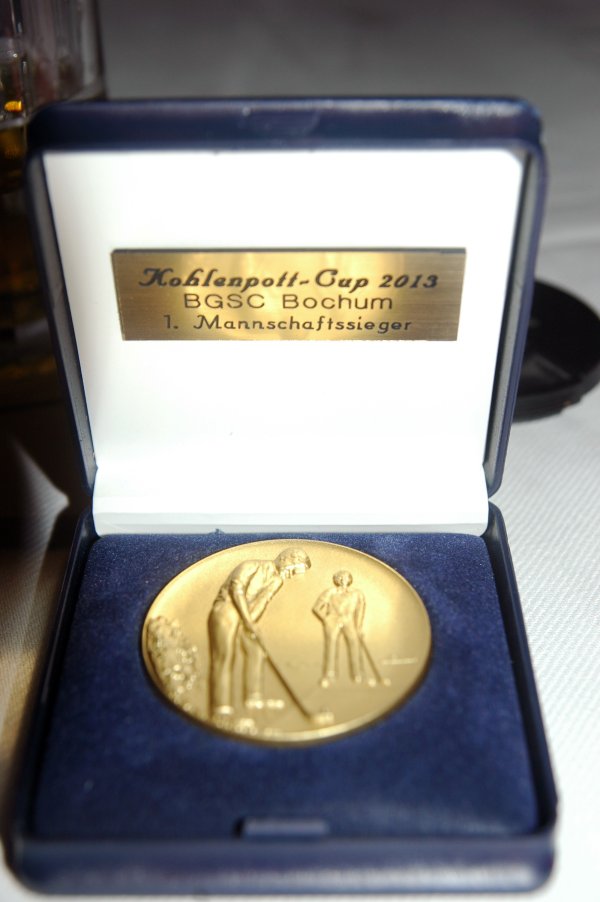 Kohlenpott-Cup 2013
BGSC Bochum
1. Mannschaftssieger